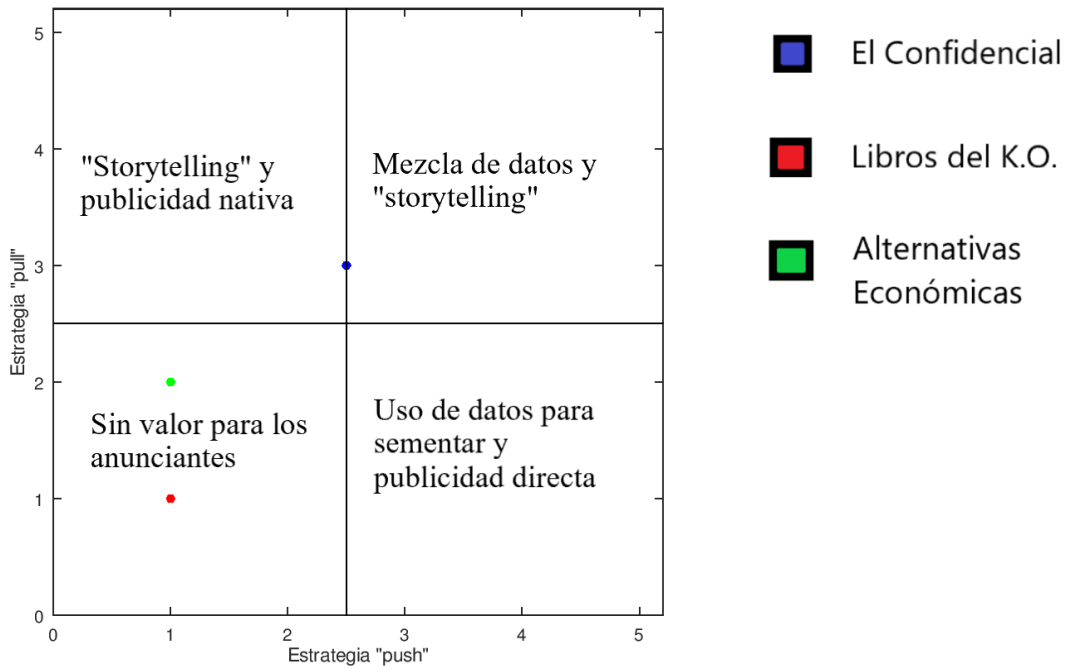 5
4
3
2
1
0
Estrategia "pull"
"Storytelling" y
publicidad nativa
Mezcla de datos y
"storytelling"
Sin valor para los
anunciantes
Uso de datos para
sementar y
publicidad directa
0
1
2
3
4
5
Estrategia "push"
El Confidencial
Libros del K.O.
Alternativas
Económicas